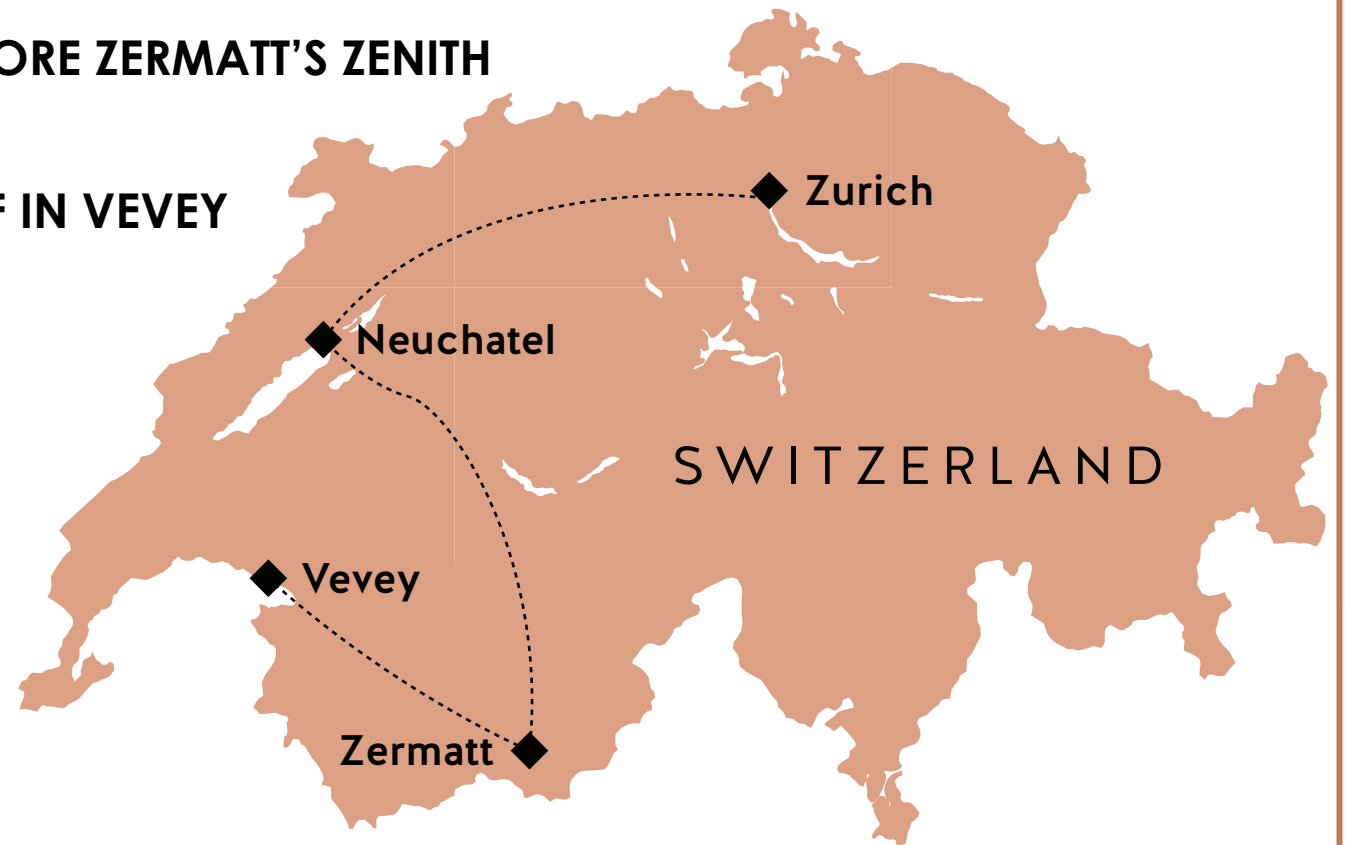 ORE ZERMATT'S ZENITH
IN VEVEY
Zurich
Neuchatel
SWITZERLAND
Vevey
Zermatt